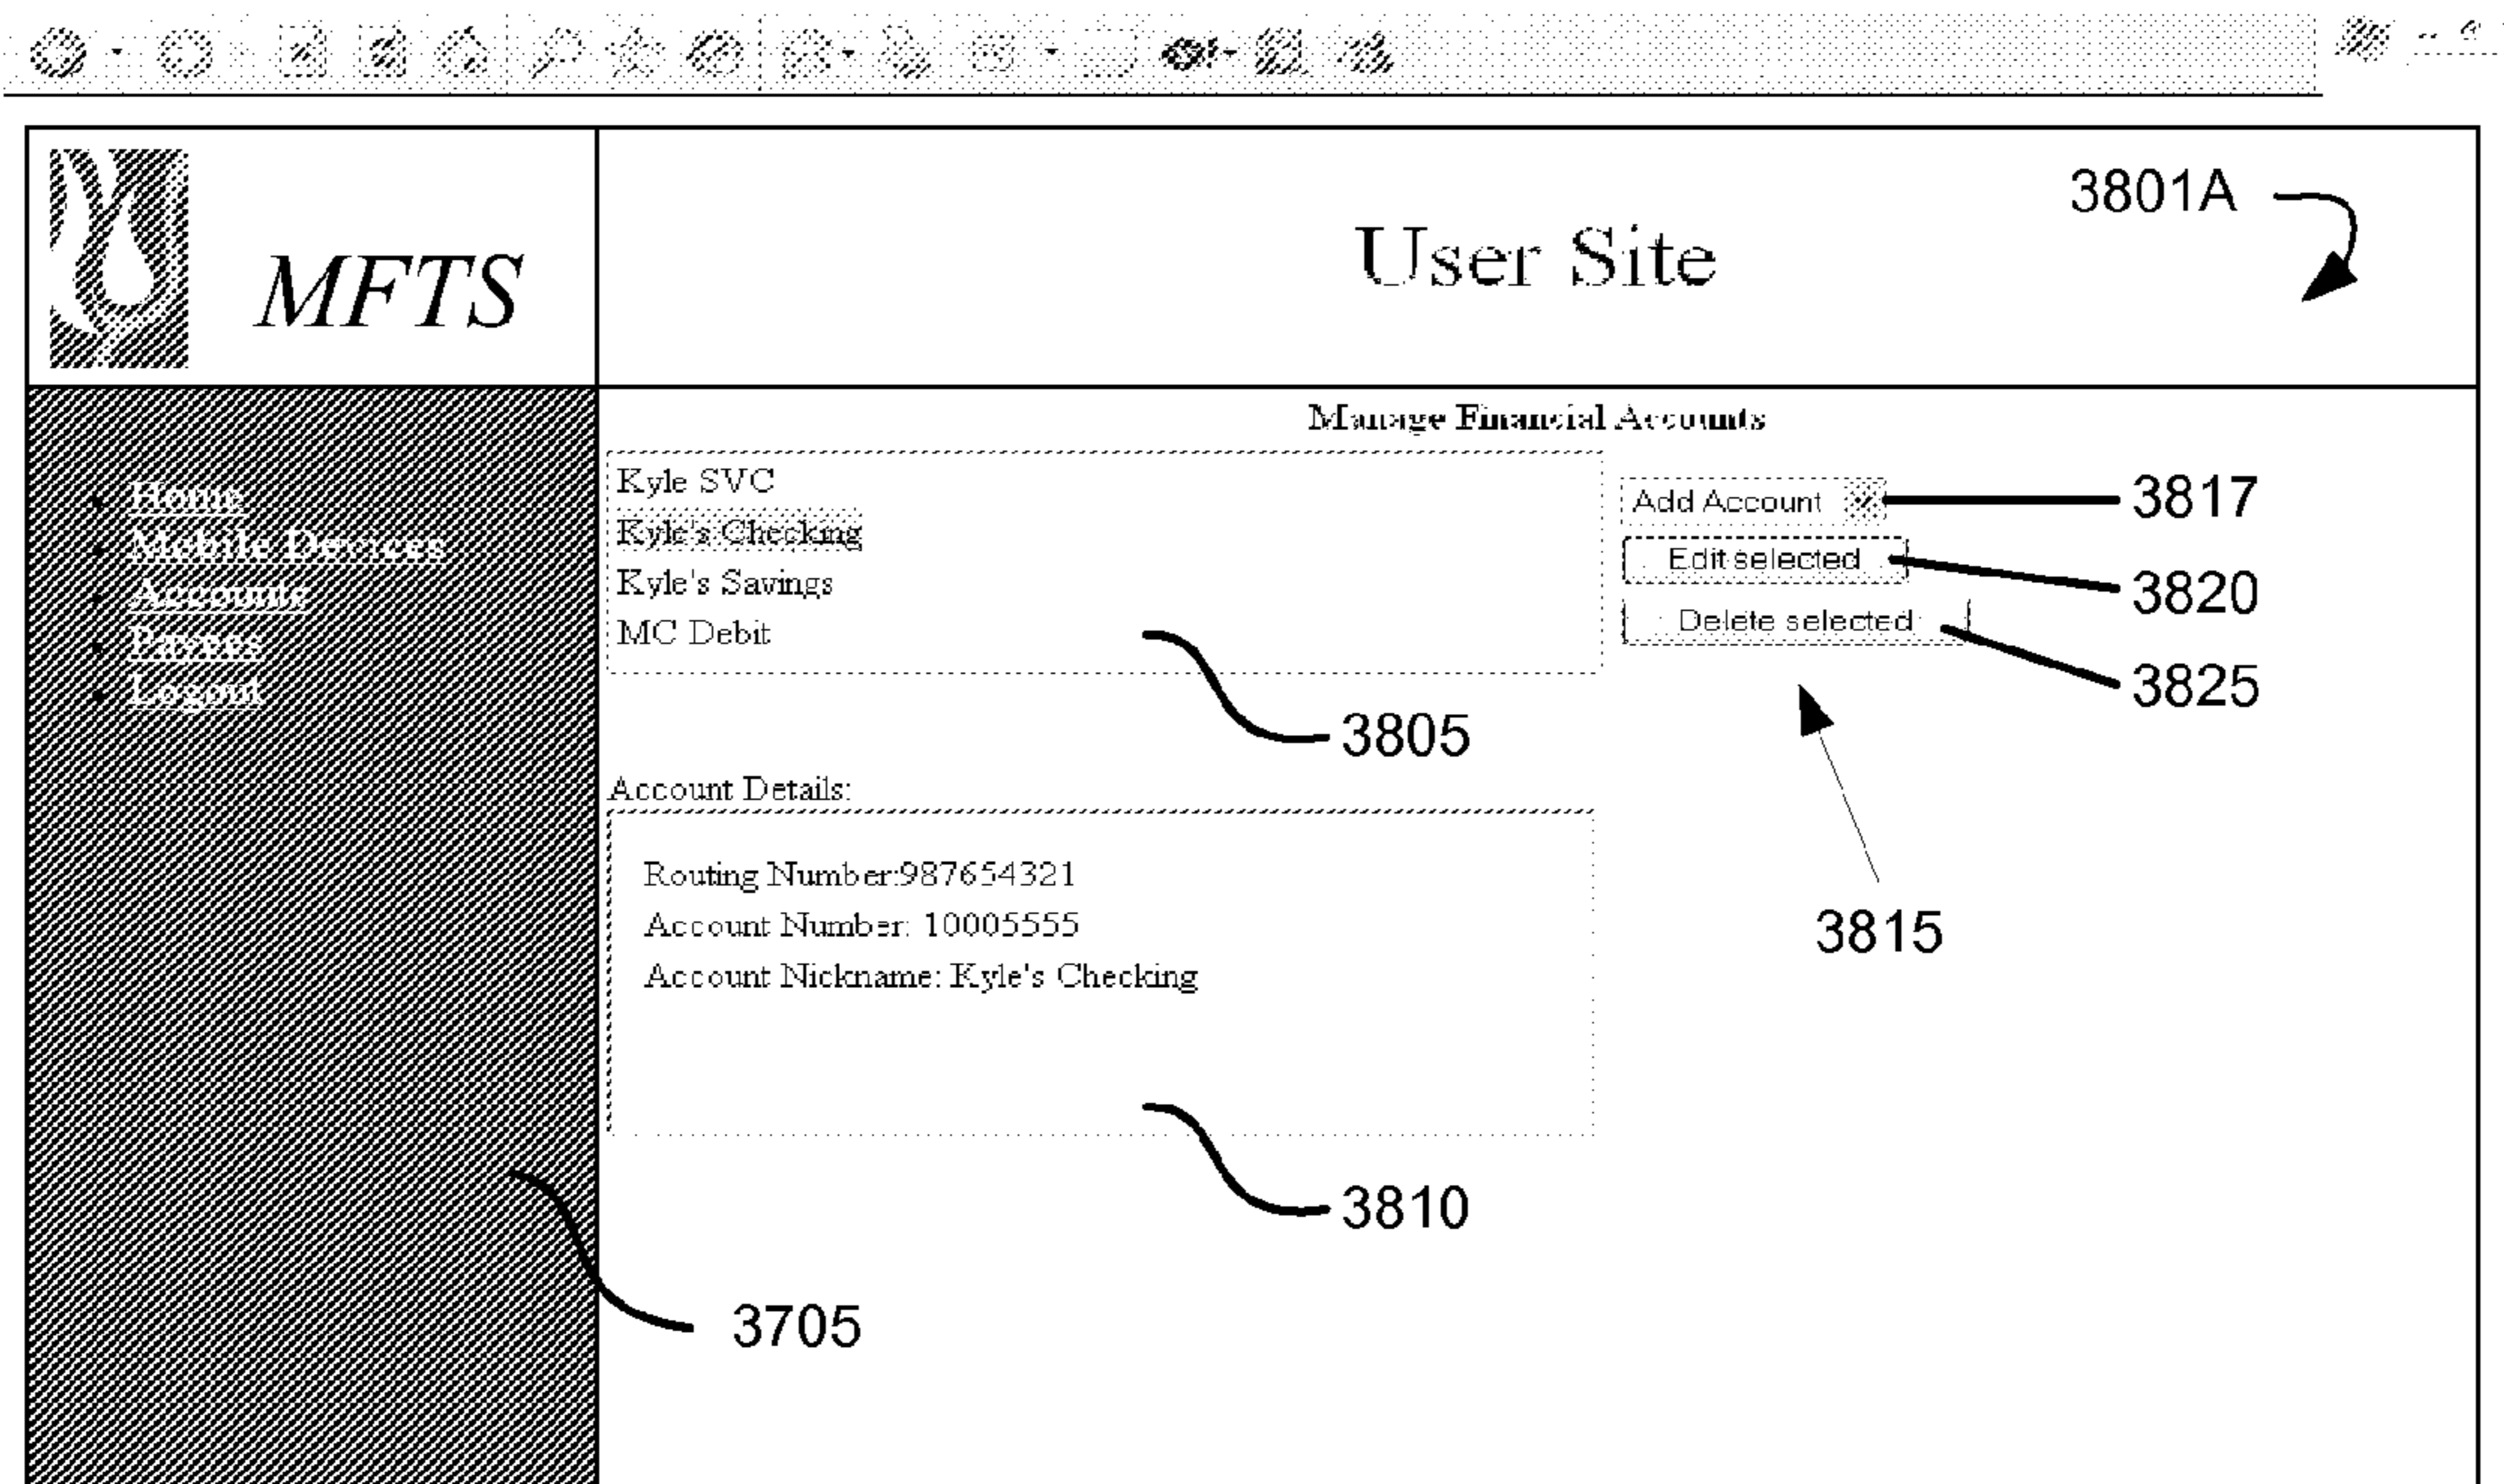 3801A
MFTS
User Site
Manage Financial Accounts
Home
Mobile Devices
Accounts
Payees
Logout
Kyle SVC
Kyle's Checking
Kyle's Savings
MC Debit
Add Account
Edit selected
Delete selected
3817
3820
3825
3805
3815
Account Details:
Routing Number:987654321
Account Number: 10005555
Account Nickname: Kyle's Checking
3810
3705